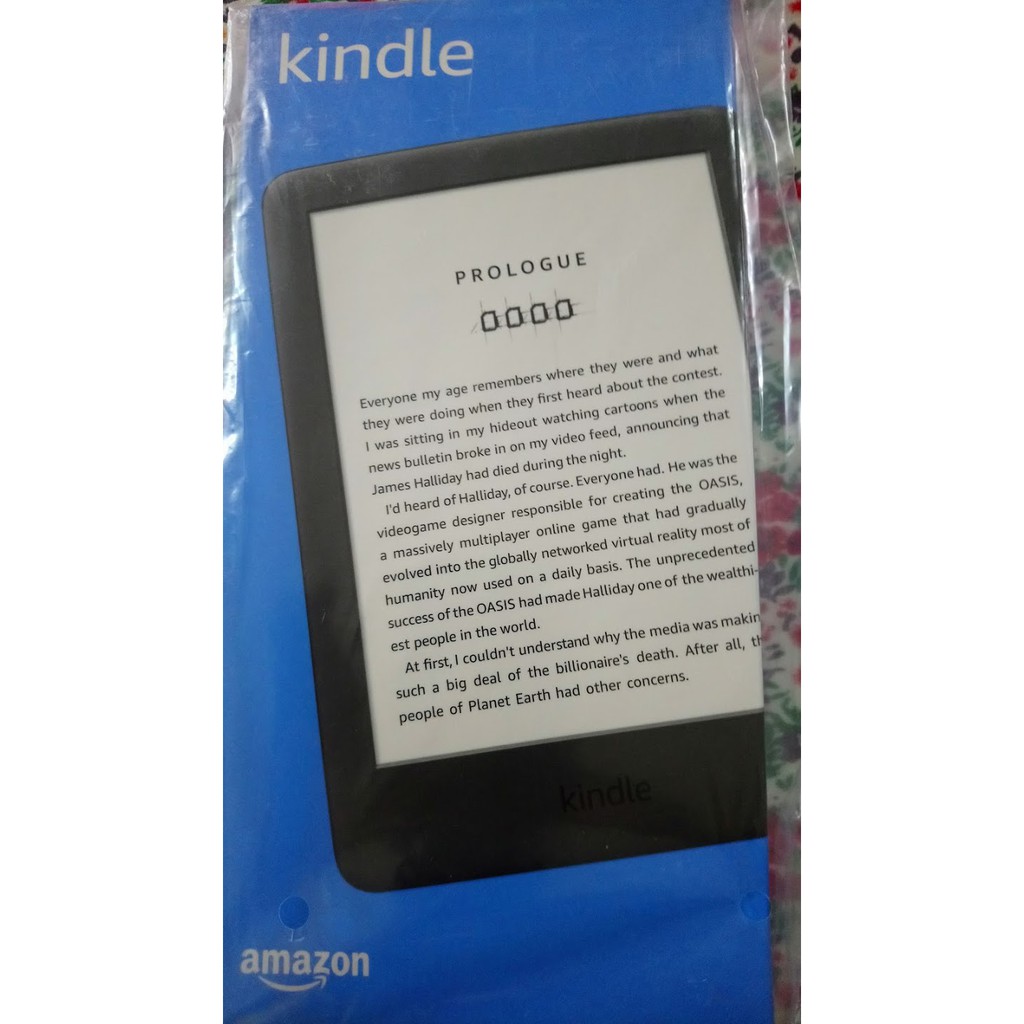 kindle
PROLOGUE
0000
Everyone my age remembers where they were and what
they were doing when they first heard about the contest.
I was sitting in my hideout watching cartoons when the
news bulletin broke in on my video feed, announcing that
James Halliday had died during the night.
I'd heard of Halliday, of course. Everyone had. He was the
videogame designer responsible for creating the OASIS,
a massively multiplayer online game that had gradually
evolved into the globally networked virtual reality most of
humanity now used on a daily basis. The unprecedented
success of the OASIS had made Halliday one of the wealthi-
est people in the world.
At first, I couldn't understand why the media was makin
such a big deal of the billionaire's death. After all, th
people of Planet Earth had other concerns.
kindle
amazon